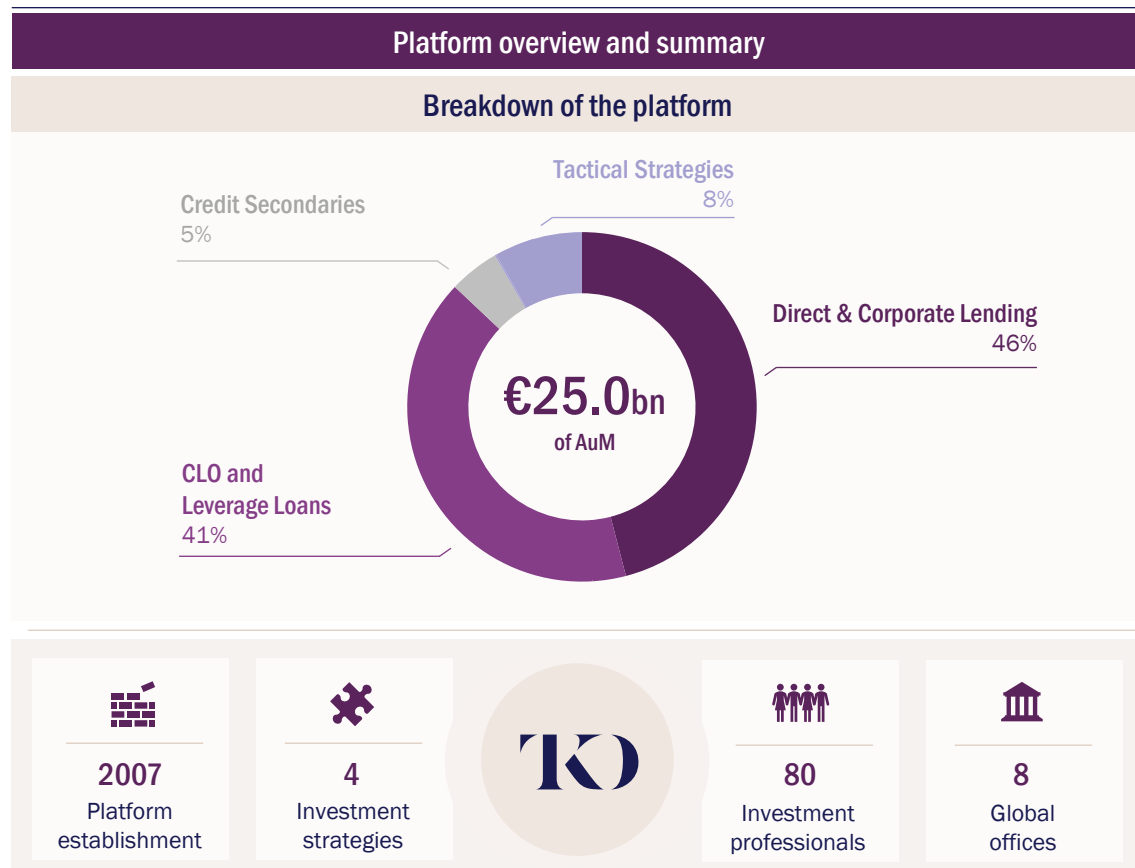 Platform overview and summary
Breakdown of the platform
Tactical Strategies
8%
Credit Secondaries
5%
Direct & Corporate Lending
46%
€25.0bn
of AuM
CLO and
Leverage Loans
41%
2007
Platform
establishment
4
Investment
strategies
TKO
80
Investment
professionals
8
Global
offices